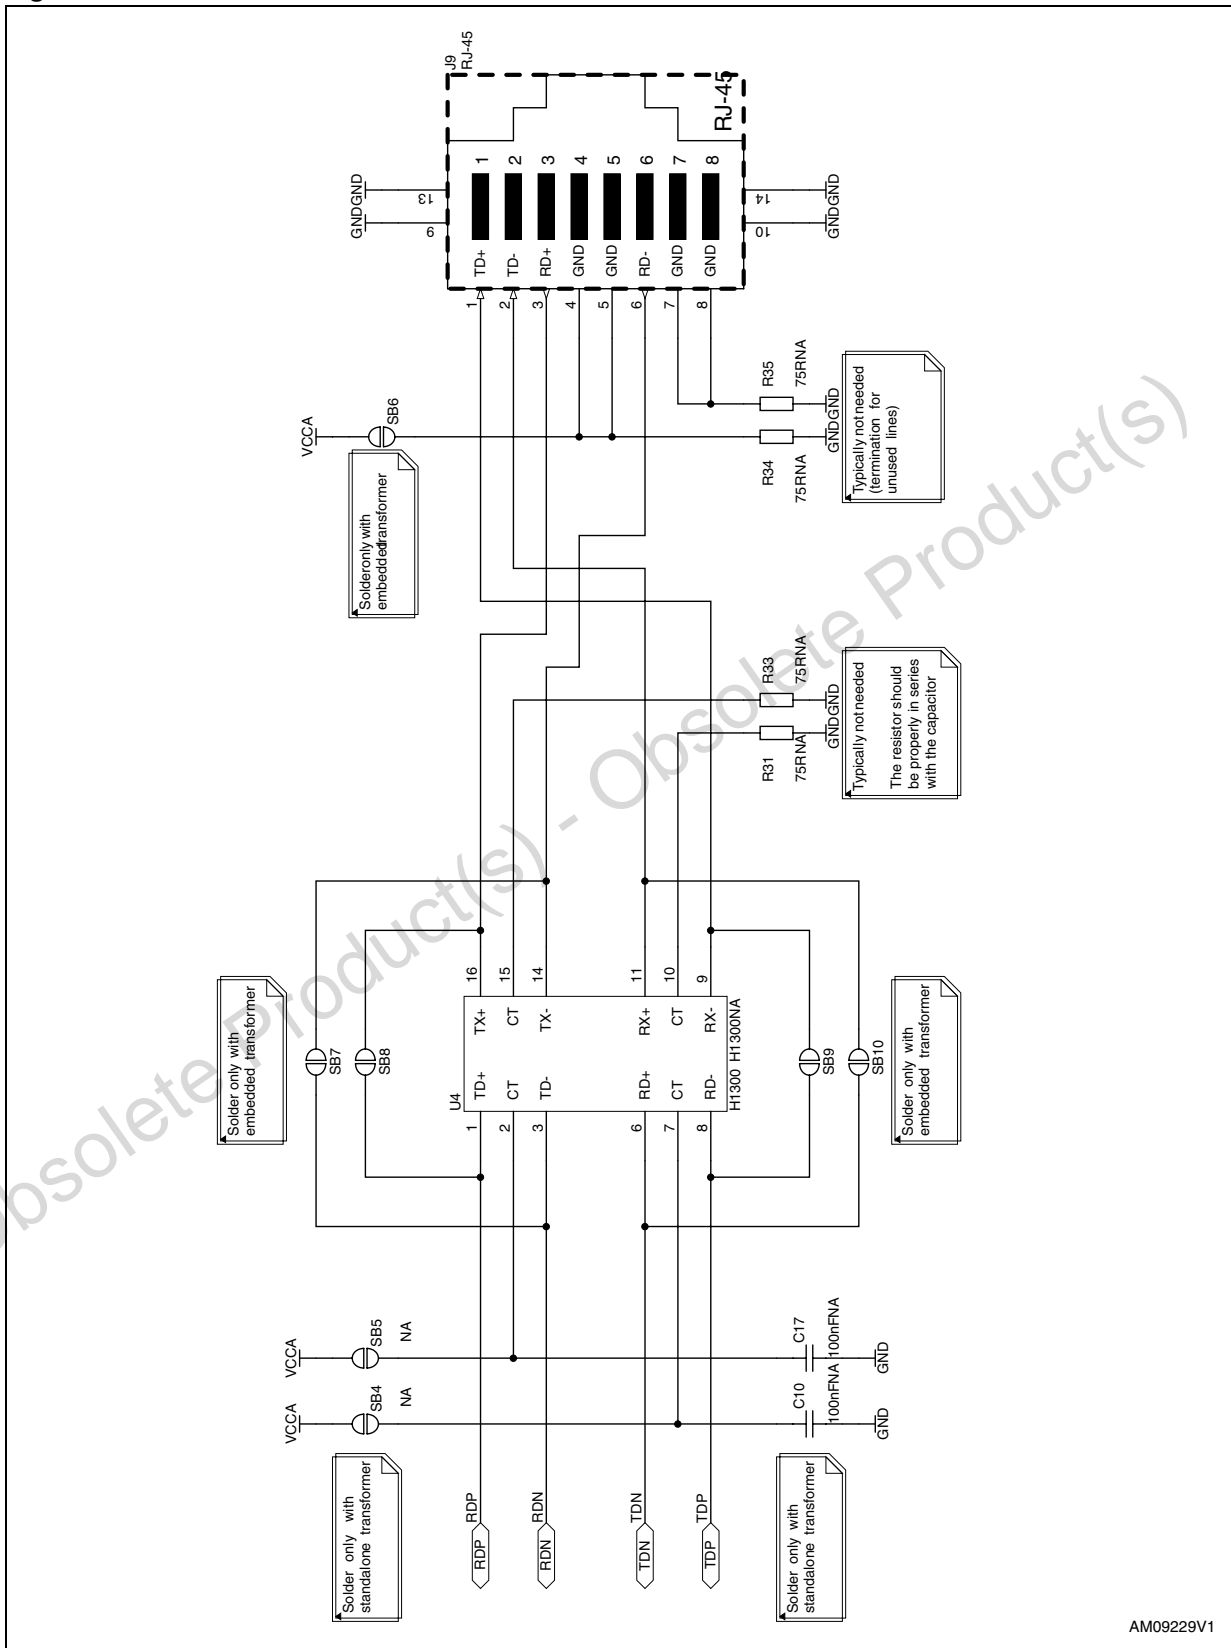 J9
RJ-45
RJ-45
1
2
3
4
5
6
7
8
GND
GND
13
9
14
10
GND
GND
TD+
TD-
RD+
GND
GND
RD-
GND
GND
1
2
3
4
5
6
7
8
R35
75RNA
GND
VCCA
SB6
R34
75RNA
GND
Typically not needed
(termination for
unused lines)
Solderonly with
embeddedtransformer
R33
75RNA
GND
R31
75RNA
GND
Typically not needed
The resistor should
be properly in series
with the capacitor
16
15
14
11
10
9
TX+
CT
TX-
RX+
CT
RX-
U4
TD+
CT
TD-
RD+
CT
RD-
H1300 H1300NA
1
2
3
6
7
8
SB7
SB8
SB9
SB10
Solder only with
embedded transformer
Solder only with
embedded transformer
VCCA
SB5
NA
C17
100nFNA
GND
VCCA
SB4
NA
C10
100nFNA
GND
Solder only with
standalone transformer
Solder only with
standalone transformer
RDP
RDN
TDN
TDP
RDP
RDN
TDN
TDP
Obsolete Product(s) - Obsolete Product(s)
AM09229V1